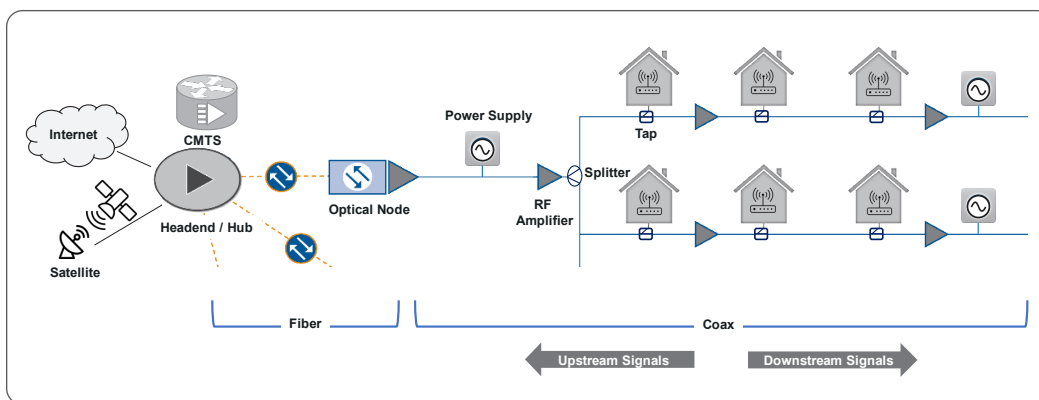 Internet
CMTS
Headend / Hub
Satellite
Optical Node
Power Supply
RF
Amplifier
Splitter
Tap
Fiber
Coax
Upstream Signals
Downstream Signals